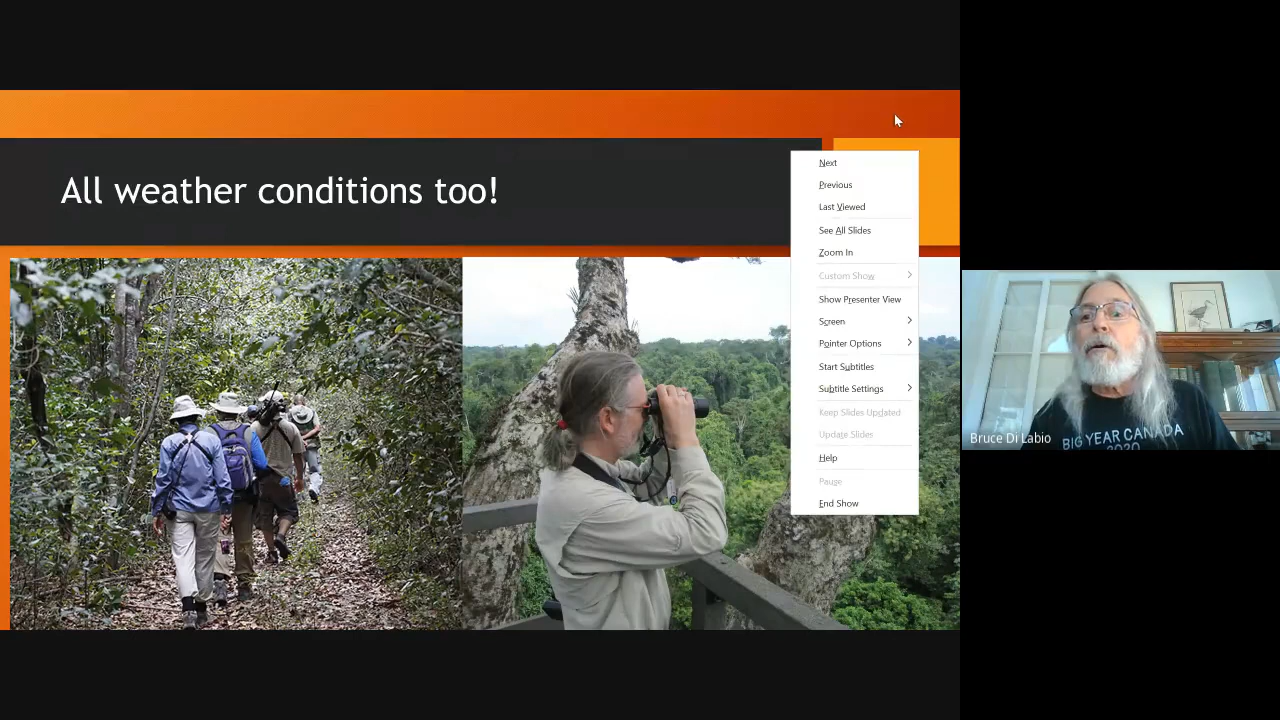 All weather conditions too!
Next
Previous
Last Viewed
See All Slides
Zoom In
Custom Show
Show Presenter View
Screen
Pointer Options
Start Subtitles
Subtitle Settings
Keep Slides Updated
Update Slides
Help
Pause
End Show
Bruce Di Labio
BIG YEAR CANADA
2020